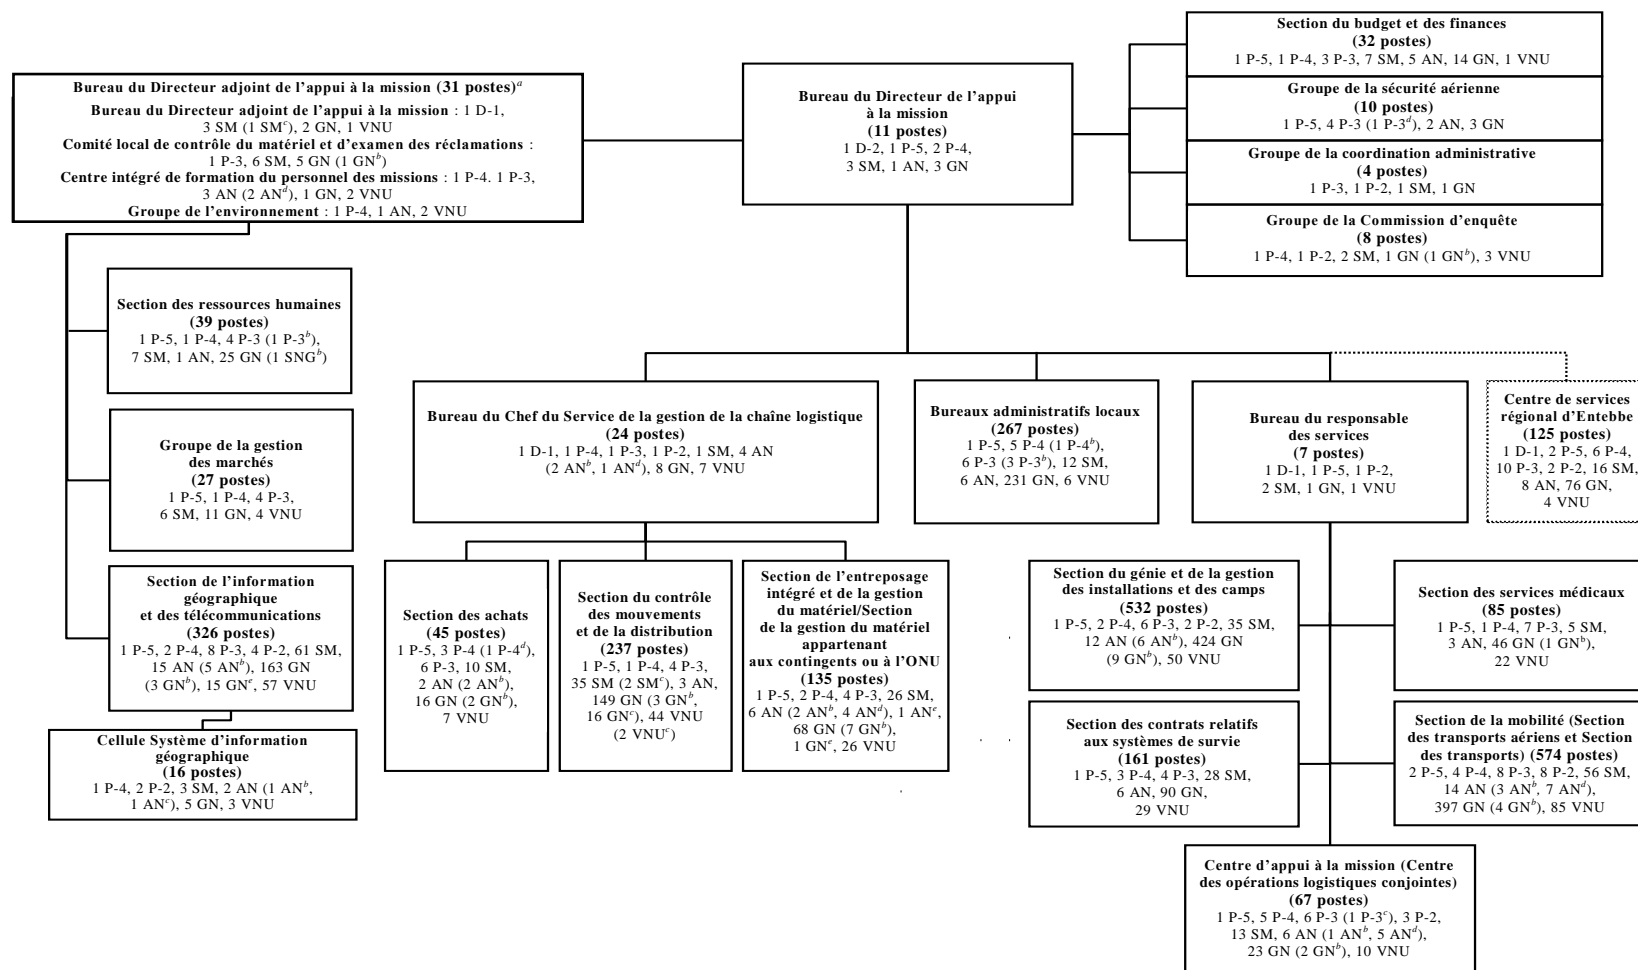 Section du budget et des finances
(32 postes)
1 P-5, 1 P-4, 3 P-3, 7 SM, 5 AN, 14 GN, 1 VNU
Groupe de la sécurité aérienne
(10 postes)
1 P-5, 4 P-3 (1 P-3ᵈ), 2 AN, 3 GN
Groupe de la coordination administrative
(4 postes)
1 P-3, 1 P-2, 1 SM, 1 GN
Groupe de la Commission d'enquête
(8 postes)
1 P-4, 1 P-2, 2 SM, 1 GN (1 GNᵇ), 3 VNU
Bureau du Directeur adjoint de l'appui à la mission (31 postes)ᵃ
Bureau du Directeur adjoint de l'appui à la mission : 1 D-1,
3 SM (1 SMᶜ), 2 GN, 1 VNU
Comité local de contrôle du matériel et d'examen des réclamations :
1 P-3, 6 SM, 5 GN (1 GNᵇ)
Centre intégré de formation du personnel des missions : 1 P-4. 1 P-3,
3 AN (2 ANᵈ), 1 GN, 2 VNU
Groupe de l'environnement : 1 P-4, 1 AN, 2 VNU
Bureau du Directeur de l'appui
à la mission
(11 postes)
1 D-2, 1 P-5, 2 P-4,
3 SM, 1 AN, 3 GN
Section des ressources humaines
(39 postes)
1 P-5, 1 P-4, 4 P-3 (1 P-3ᵇ),
7 SM, 1 AN, 25 GN (1 SNGᵇ)
Groupe de la gestion
des marchés
(27 postes)
1 P-5, 1 P-4, 4 P-3,
6 SM, 11 GN, 4 VNU
Section de l'information
géographique
et des télécommunications
(326 postes)
1 P-5, 2 P-4, 8 P-3, 4 P-2, 61 SM,
15 AN (5 ANᵇ), 163 GN
(3 GNᵇ), 15 GNᵉ, 57 VNU
Cellule Système d'information
géographique
(16 postes)
1 P-4, 2 P-2, 3 SM, 2 AN (1 ANᵇ,
1 ANᶜ), 5 GN, 3 VNU
Bureau du Chef du Service de la gestion de la chaîne logistique
(24 postes)
1 D-1, 1 P-4, 1 P-3, 1 P-2, 1 SM, 4 AN
(2 ANᵇ, 1 ANᵈ), 8 GN, 7 VNU
Bureaux administratifs locaux
(267 postes)
1 P-5, 5 P-4 (1 P-4ᵇ),
6 P-3 (3 P-3ᵇ), 12 SM,
6 AN, 231 GN, 6 VNU
Bureau du responsable
des services
(7 postes)
1 D-1, 1 P-5, 1 P-2,
2 SM, 1 GN, 1 VNU
Centre de services
régional d'Entebbe
(125 postes)
1 D-1, 2 P-5, 6 P-4,
10 P-3, 2 P-2, 16 SM,
8 AN, 76 GN,
4 VNU
Section des achats
(45 postes)
1 P-5, 3 P-4 (1 P-4ᵈ),
6 P-3, 10 SM,
2 AN (2 ANᵇ),
16 GN (2 GNᵇ),
7 VNU
Section du contrôle
des mouvements
et de la distribution
(237 postes)
1 P-5, 1 P-4, 4 P-3,
35 SM (2 SMᶜ), 3 AN,
149 GN (3 GNᵇ,
16 GNᶜ), 44 VNU
(2 VNUᶜ)
Section de l'entreposage
intégré et de la gestion
du matériel/Section
de la gestion du matériel
appartenant
aux contingents ou à l'ONU
(135 postes)
1 P-5, 2 P-4, 4 P-3, 26 SM,
6 AN (2 ANᵇ, 4 ANᵈ), 1 ANᵉ,
68 GN (7 GNᵇ),
1 GNᵉ, 26 VNU
Section du génie et de la gestion
des installations et des camps
(532 postes)
1 P-5, 2 P-4, 6 P-3, 2 P-2, 35 SM,
12 AN (6 ANᵇ), 424 GN
(9 GNᵇ), 50 VNU
Section des services médicaux
(85 postes)
1 P-5, 1 P-4, 7 P-3, 5 SM,
3 AN, 46 GN (1 GNᵇ),
22 VNU
Section des contrats relatifs
aux systèmes de survie
(161 postes)
1 P-5, 3 P-4, 4 P-3, 28 SM,
6 AN, 90 GN,
29 VNU
Section de la mobilité (Section
des transports aériens et Section
des transports) (574 postes)
2 P-5, 4 P-4, 8 P-3, 8 P-2, 56 SM,
14 AN (3 ANᵇ, 7 ANᵈ),
397 GN (4 GNᵇ), 85 VNU
Centre d'appui à la mission (Centre
des opérations logistiques conjointes)
(67 postes)
1 P-5, 5 P-4, 6 P-3 (1 P-3ᶜ), 3 P-2,
13 SM, 6 AN (1 ANᵇ, 5 ANᵈ),
23 GN (2 GNᵇ), 10 VNU